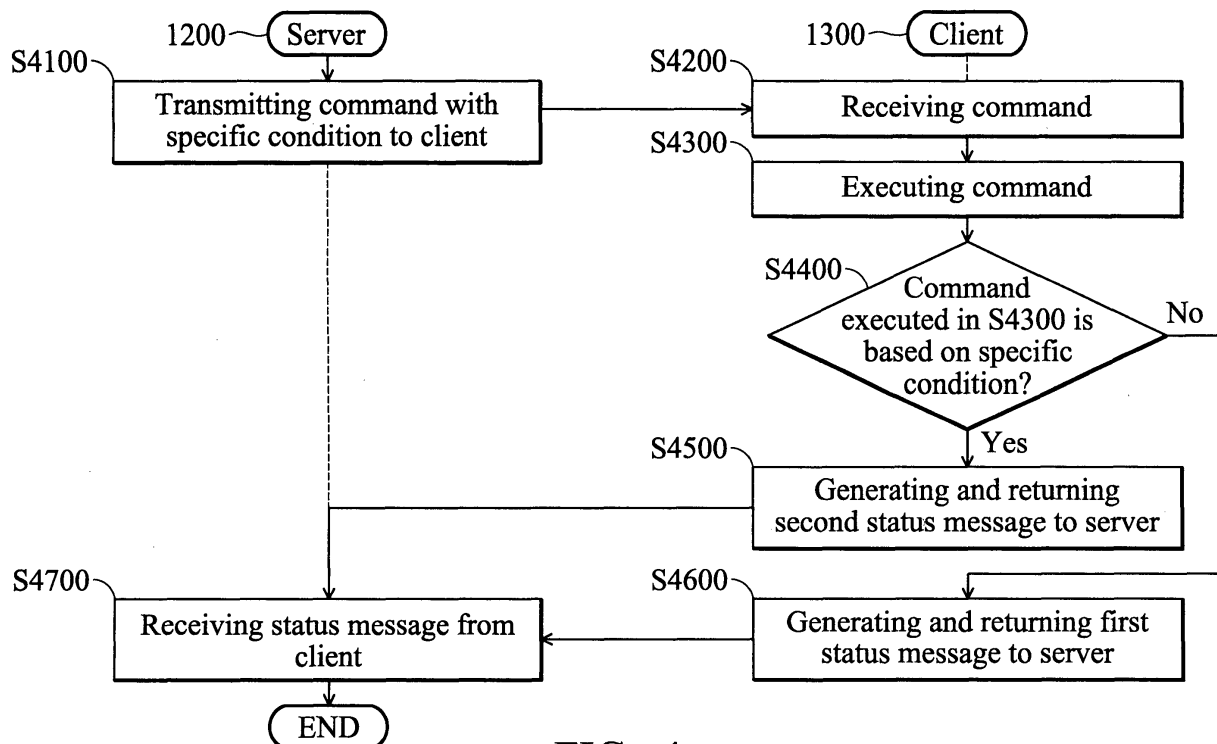 1200
Server
1300
Client
S4100
Transmitting command with
specific condition to client
S4200
Receiving command
S4300
Executing command
S4400
Command
executed in S4300 is
based on specific
condition?
No
Yes
S4500
Generating and returning
second status message to server
S4700
Receiving status message from
client
S4600
Generating and returning first
status message to server
END